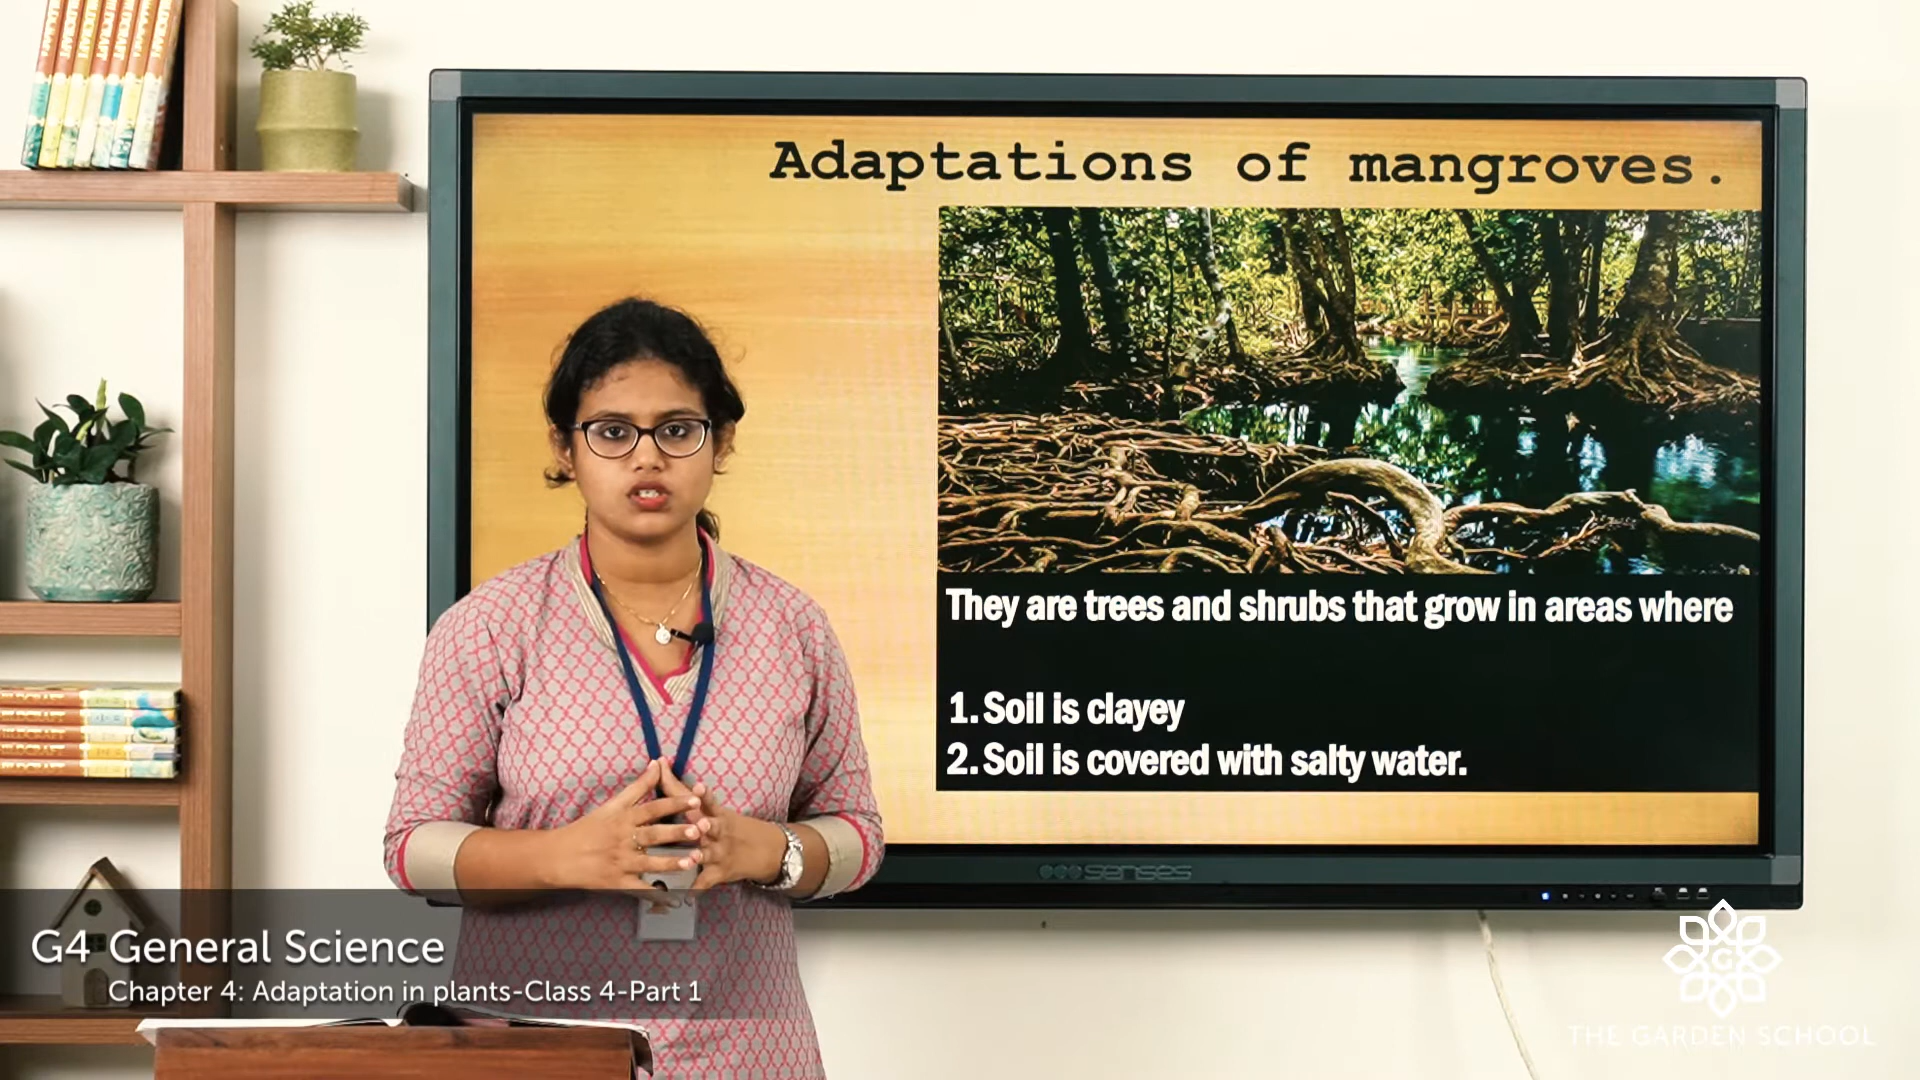 Adaptations of mangroves.
They are trees and shrubs that grow in areas where
1. Soil is clayey
2. Soil is covered with salty water.
senses
G4 General Science
Chapter 4: Adaptation in plants-Class 4-Part 1
G
THE GARDEN SCHOOL